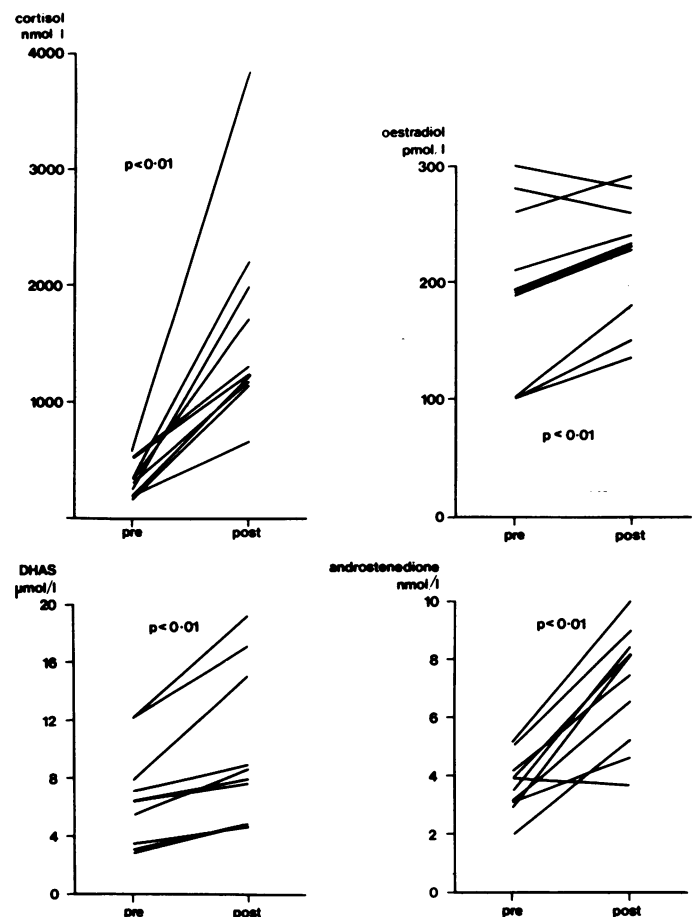 cortisol
nmol l
4000
3000
2000
1000
p<0·01
pre
post
oestradiol
pmol. l
300
200
100
0
p<0·01
pre
post
DHAS
µmol/l
20
16
12
8
4
0
p<0·01
pre
post
androstenedione
nmol/l
10
8
6
4
2
0
p<0·01
pre
post